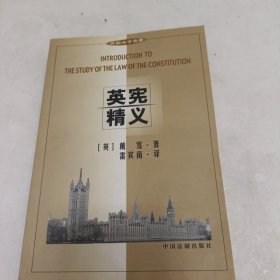 INTRODUCTION TO
THE STUDY OF THE LAW OF THE CONSTITUTION
英宪
精义
[英] 戴雪·著
雷宾南·译
中国法制出版社